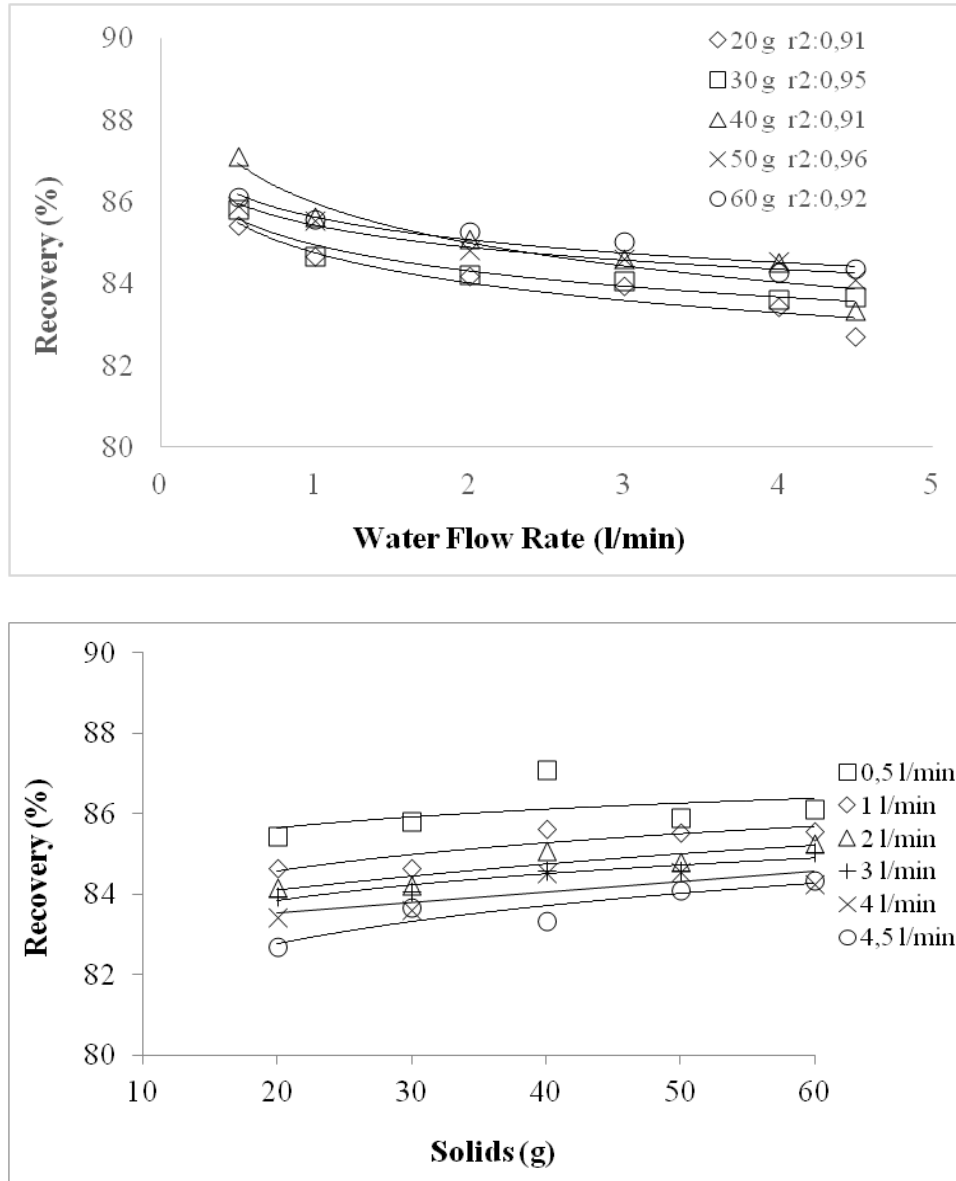 90
88
86
84
82
80
Recovery (%)
20 g r2:0,91
30 g r2:0,95
40 g r2:0,91
50 g r2:0,96
60 g r2:0,92
0 1 2 3 4 5
Water Flow Rate (l/min)
90
88
86
84
82
80
Recovery (%)
0,5 l/min
1 l/min
2 l/min
3 l/min
4 l/min
4,5 l/min
10 20 30 40 50 60
Solids (g)